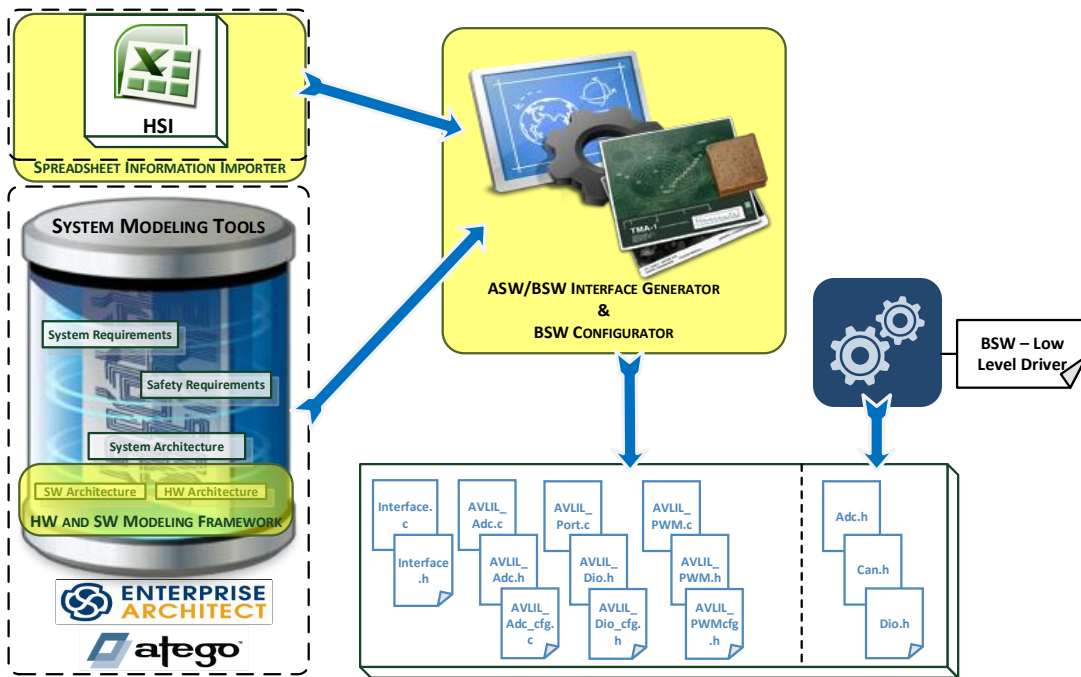 HSI
SPREADSHEET INFORMATION IMPORTER
SYSTEM MODELING TOOLS
System Requirements
Safety Requirements
System Architecture
SW Architecture
HW Architecture
HW AND SW MODELING FRAMEWORK
ENTERPRISE
ARCHITECT
atego™
TMA-1
ASW/BSW INTERFACE GENERATOR
&
BSW CONFIGURATOR
BSW – Low
Level Driver
Interface.
c
Interface
.h
AVLIL_
Adc.c
AVLIL_
Adc.h
AVLIL_
Adc_cfg.
c
AVLIL_
Port.c
AVLIL_
Dio.h
AVLIL_
Dio_cfg.
h
AVLIL_
PWM.c
AVLIL_
PWM.h
AVLIL_
PWMcfg
.h
Adc.h
Can.h
Dio.h